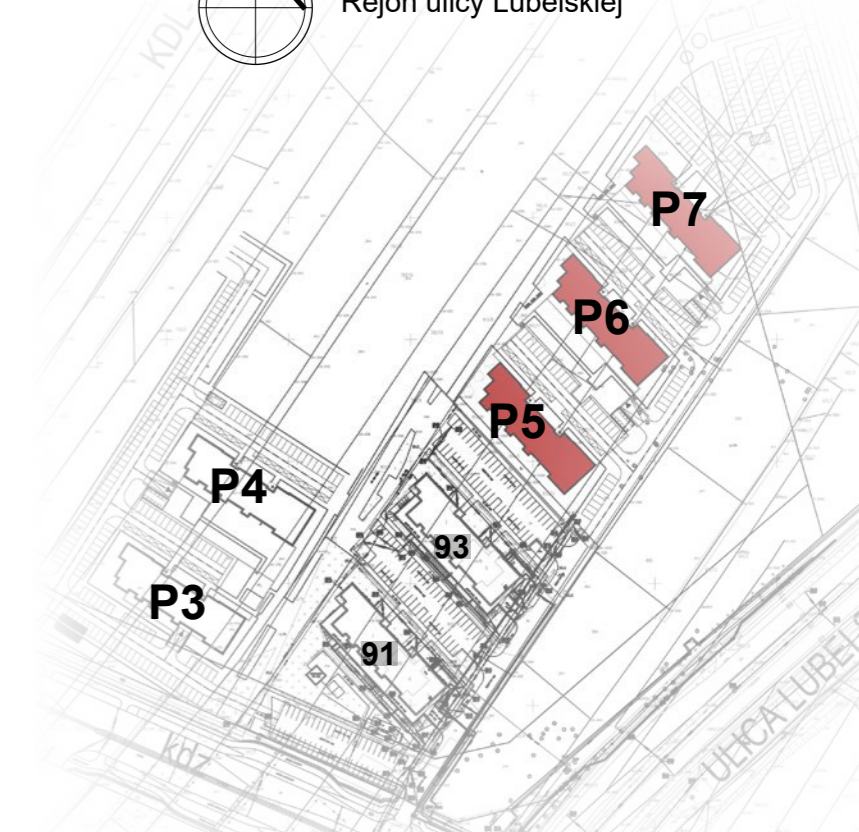 Rejon ulicy Lubelskiej
KDL
P7
P6
P5
P4
93
P3
91
kdz
ULICA LUBEL